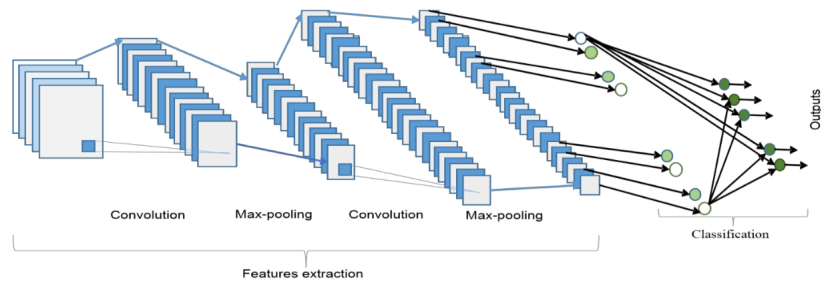 Outputs
Convolution
Max-pooling
Convolution
Max-pooling
Classification
Features extraction